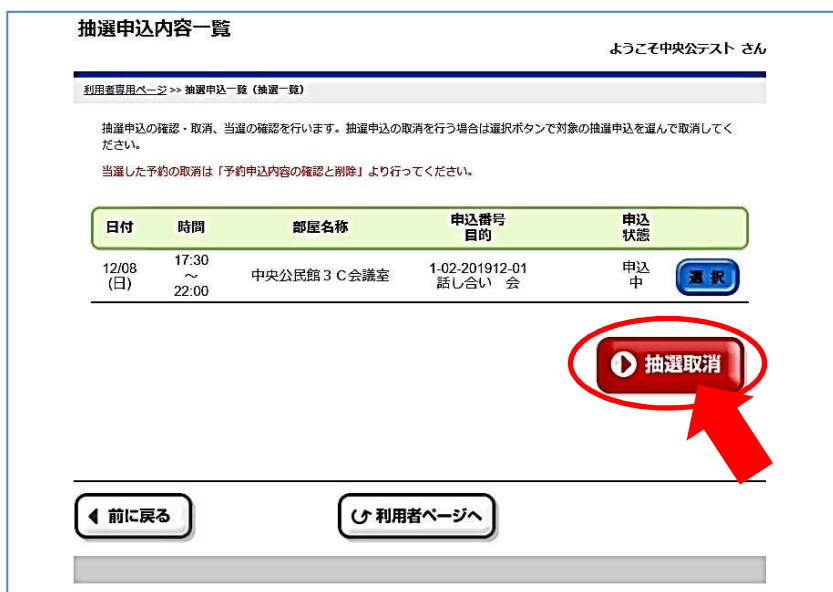 抽選申込内容一覧
ようこそ中央公テスト さん
利用者専用ページ >> 抽選申込一覧（抽選一覧）
抽選申込の確認・取消、当選の確認を行います。抽選申込の取消を行う場合は選択ボタンで対象の抽選申込を選んで取消してく
ださい。
当選した予約の取消は「予約申込内容の確認と削除」より行ってください。
日付 時間 部屋名称 申込番号 申込
目的 状態
12/08 17:30 中央公民館３Ｃ会議室 1-02-201912-01 申込 選択
(日) ～ 話し合い 会 中
22:00
抽選取消
前に戻る 利用者ページへ